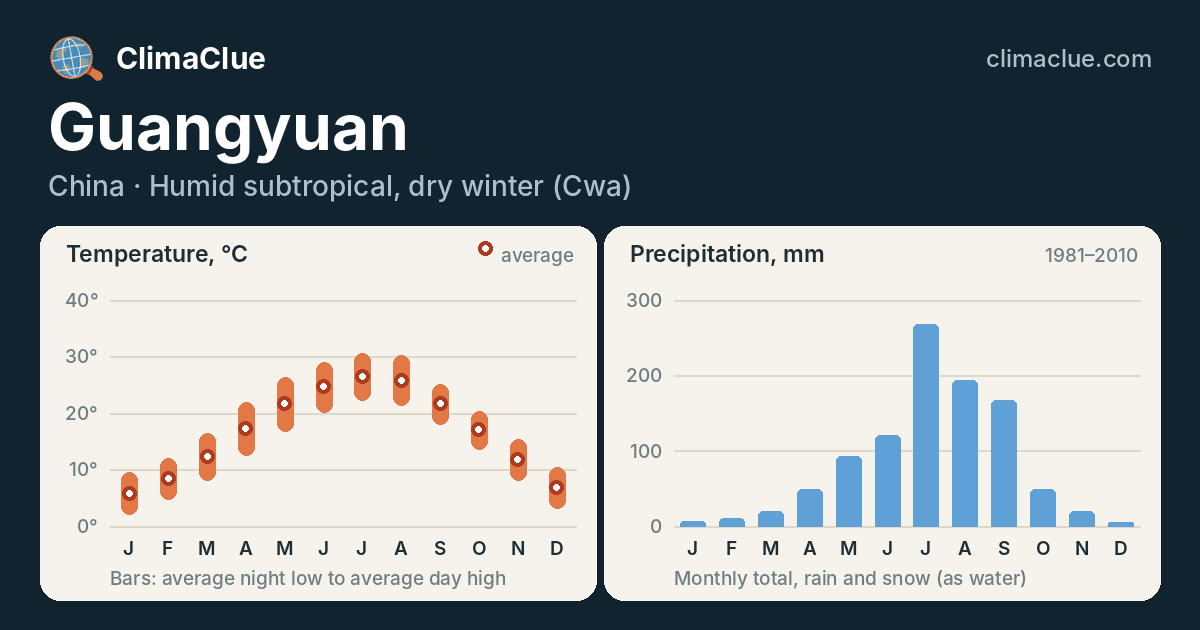 ClimaClue
climaclue.com
Guangyuan
China · Humid subtropical, dry winter (Cwa)
Temperature, °C
average
40°
30°
20°
10°
0°
J F M A M J J A S O N D
Bars: average night low to average day high
Precipitation, mm
1981–2010
300
200
100
0
J F M A M J J A S O N D
Monthly total, rain and snow (as water)